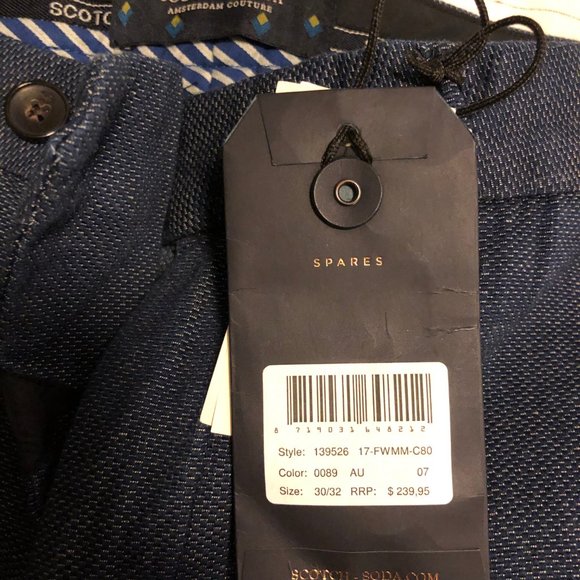 SCOTCH
AMSTERDAM COUTURE
SPARES
8 719031 648212
Style: 139526 17-FWMM-C80
Color: 0089 AU 07
Size: 30/32 RRP: $ 239,95
SCOTCH-SODA.COM